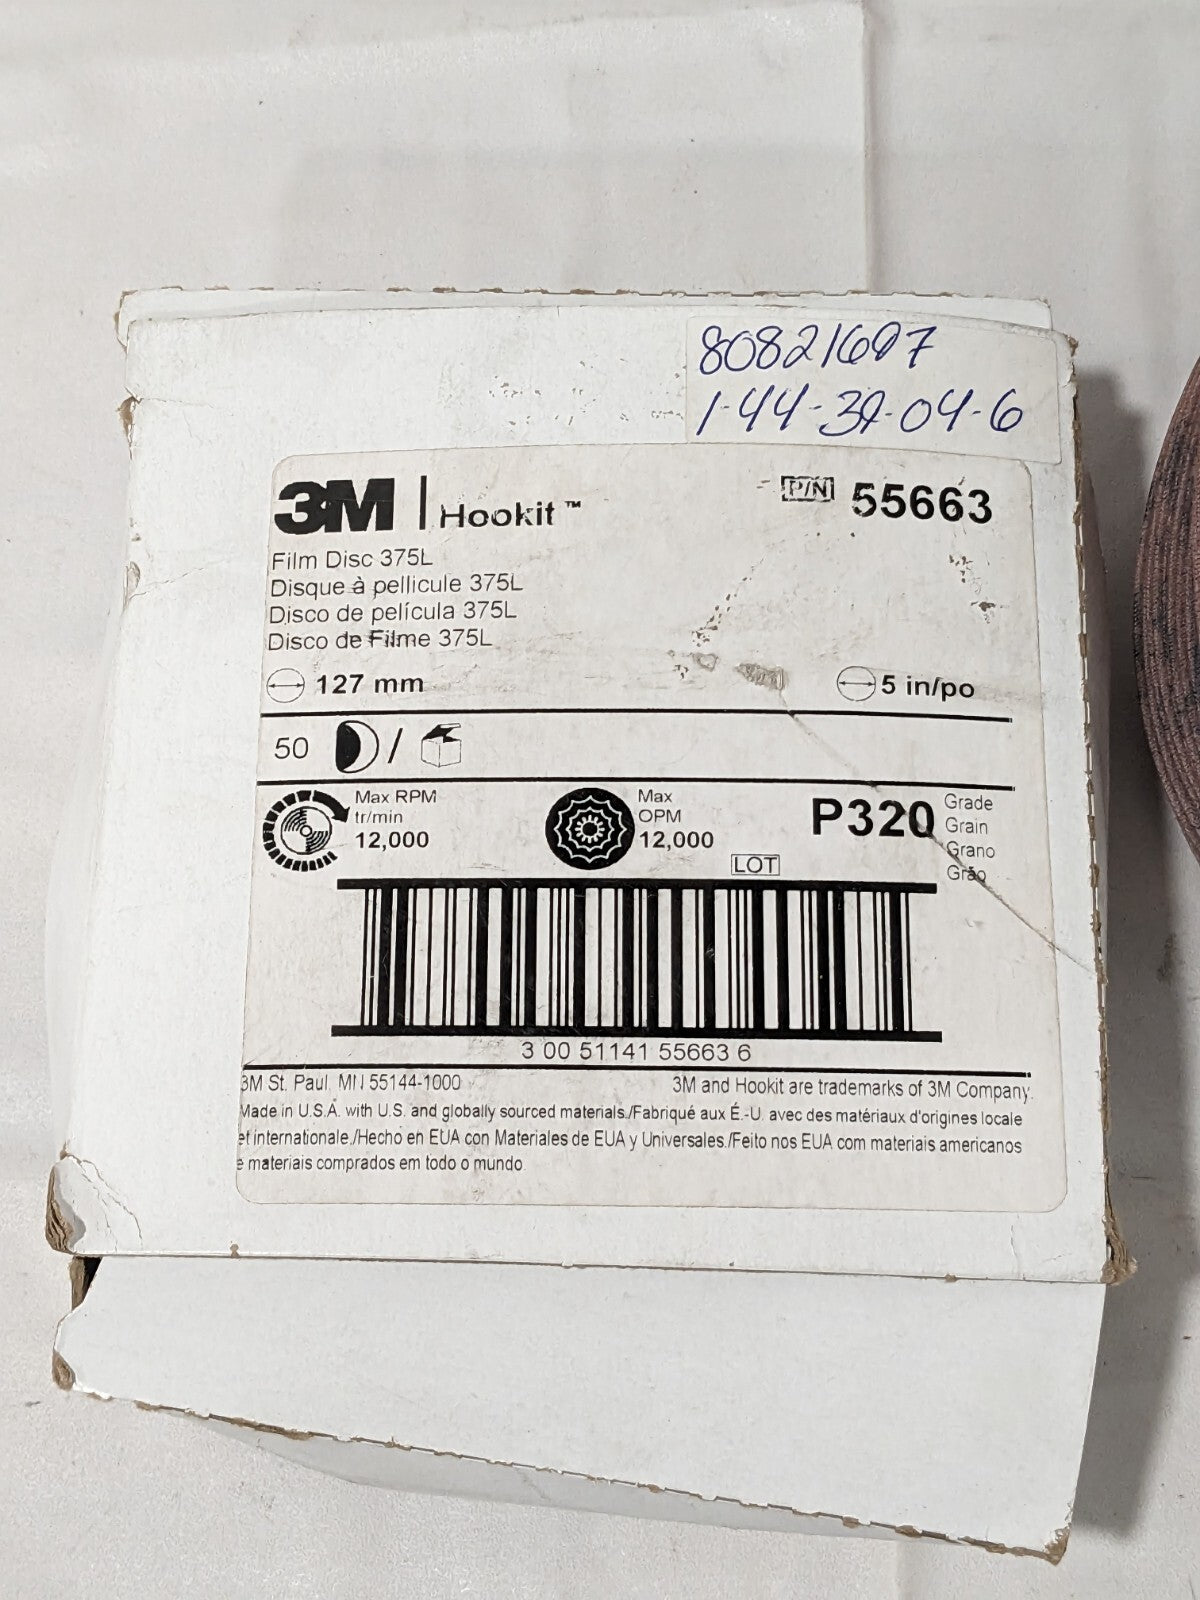 80821697
1-44-39-04-6
3M | Hookit™
P/N 55663
Film Disc 375L
Disque à pellicule 375L
Disco de película 375L
Disco de Filme 375L
127 mm
5 in/po
50 /
Max RPM
tr/min
12,000
Max
OPM
12,000
P320
Grade
Grain
Grano
Grão
LOT
3 00 51141 55663 6
3M St. Paul, MN 55144-1000
3M and Hookit are trademarks of 3M Company.
Made in U.S.A. with U.S. and globally sourced materials./Fabriqué aux É.-U. avec des matériaux d'origines locale
et internationale./Hecho en EUA con Materiales de EUA y Universales./Feito nos EUA com materiais americanos
e materiais comprados em todo o mundo